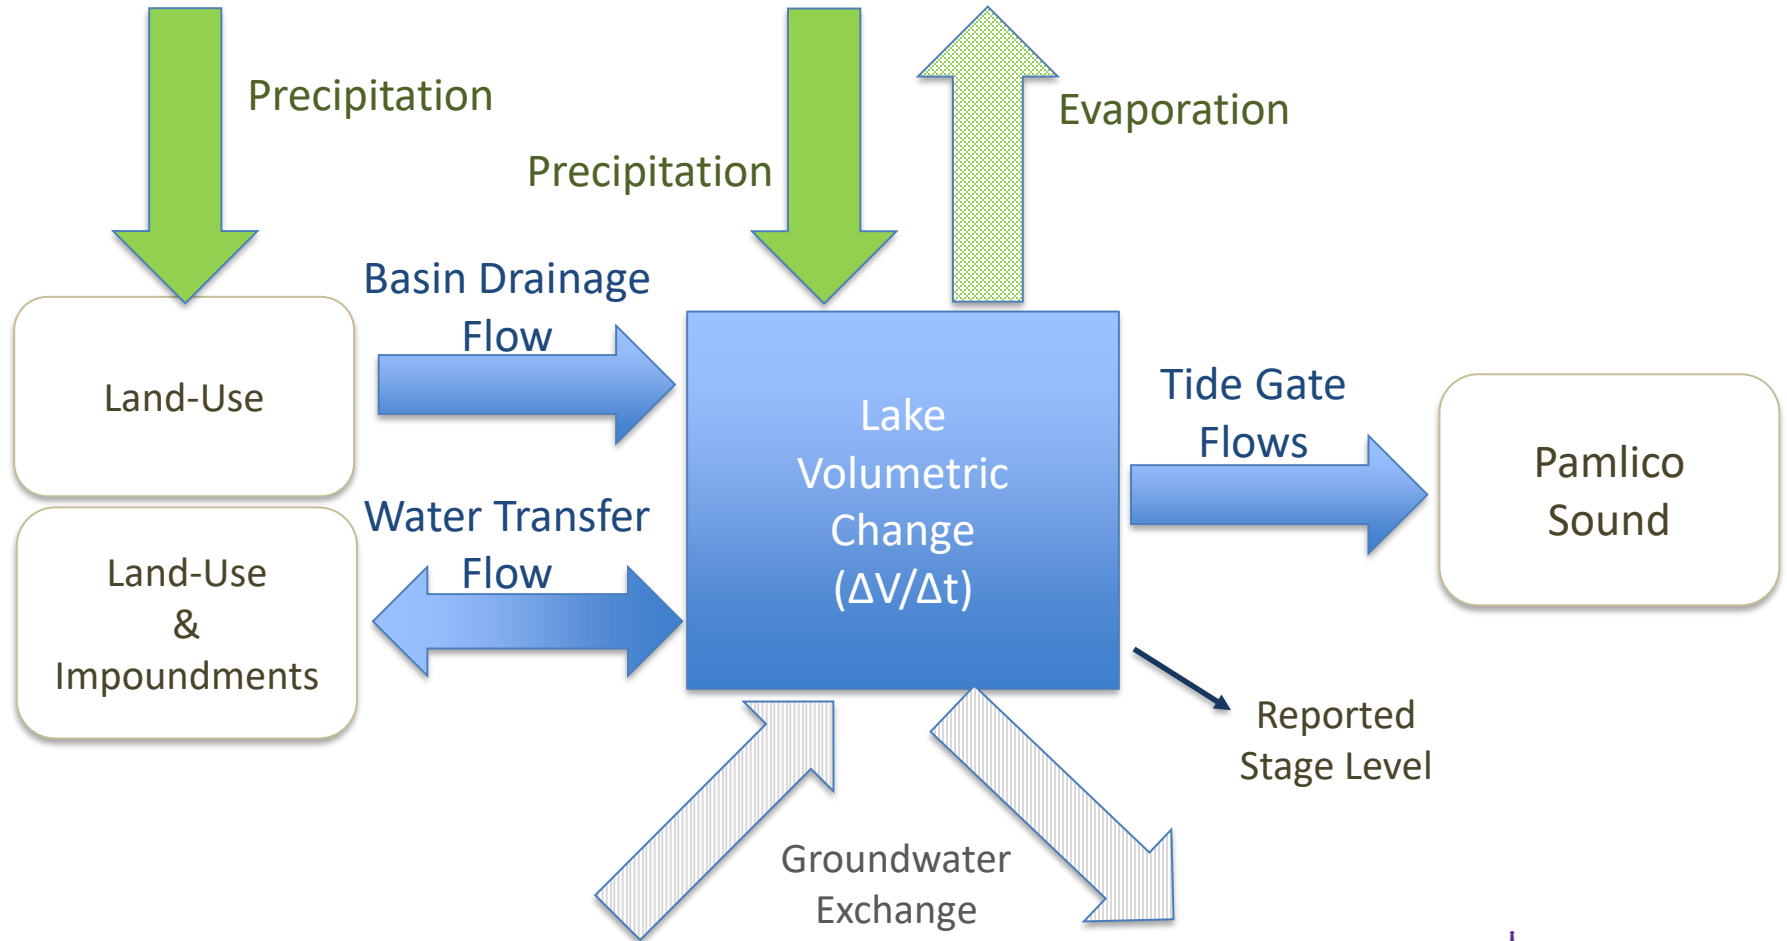 Precipitation
Precipitation
Evaporation
Basin Drainage
Flow
Land-Use
Lake
Volumetric
Change
(ΔV/Δt)
Tide Gate
Flows
Pamlico
Sound
Water Transfer
Flow
Land-Use
&
Impoundments
Reported
Stage Level
Groundwater
Exchange